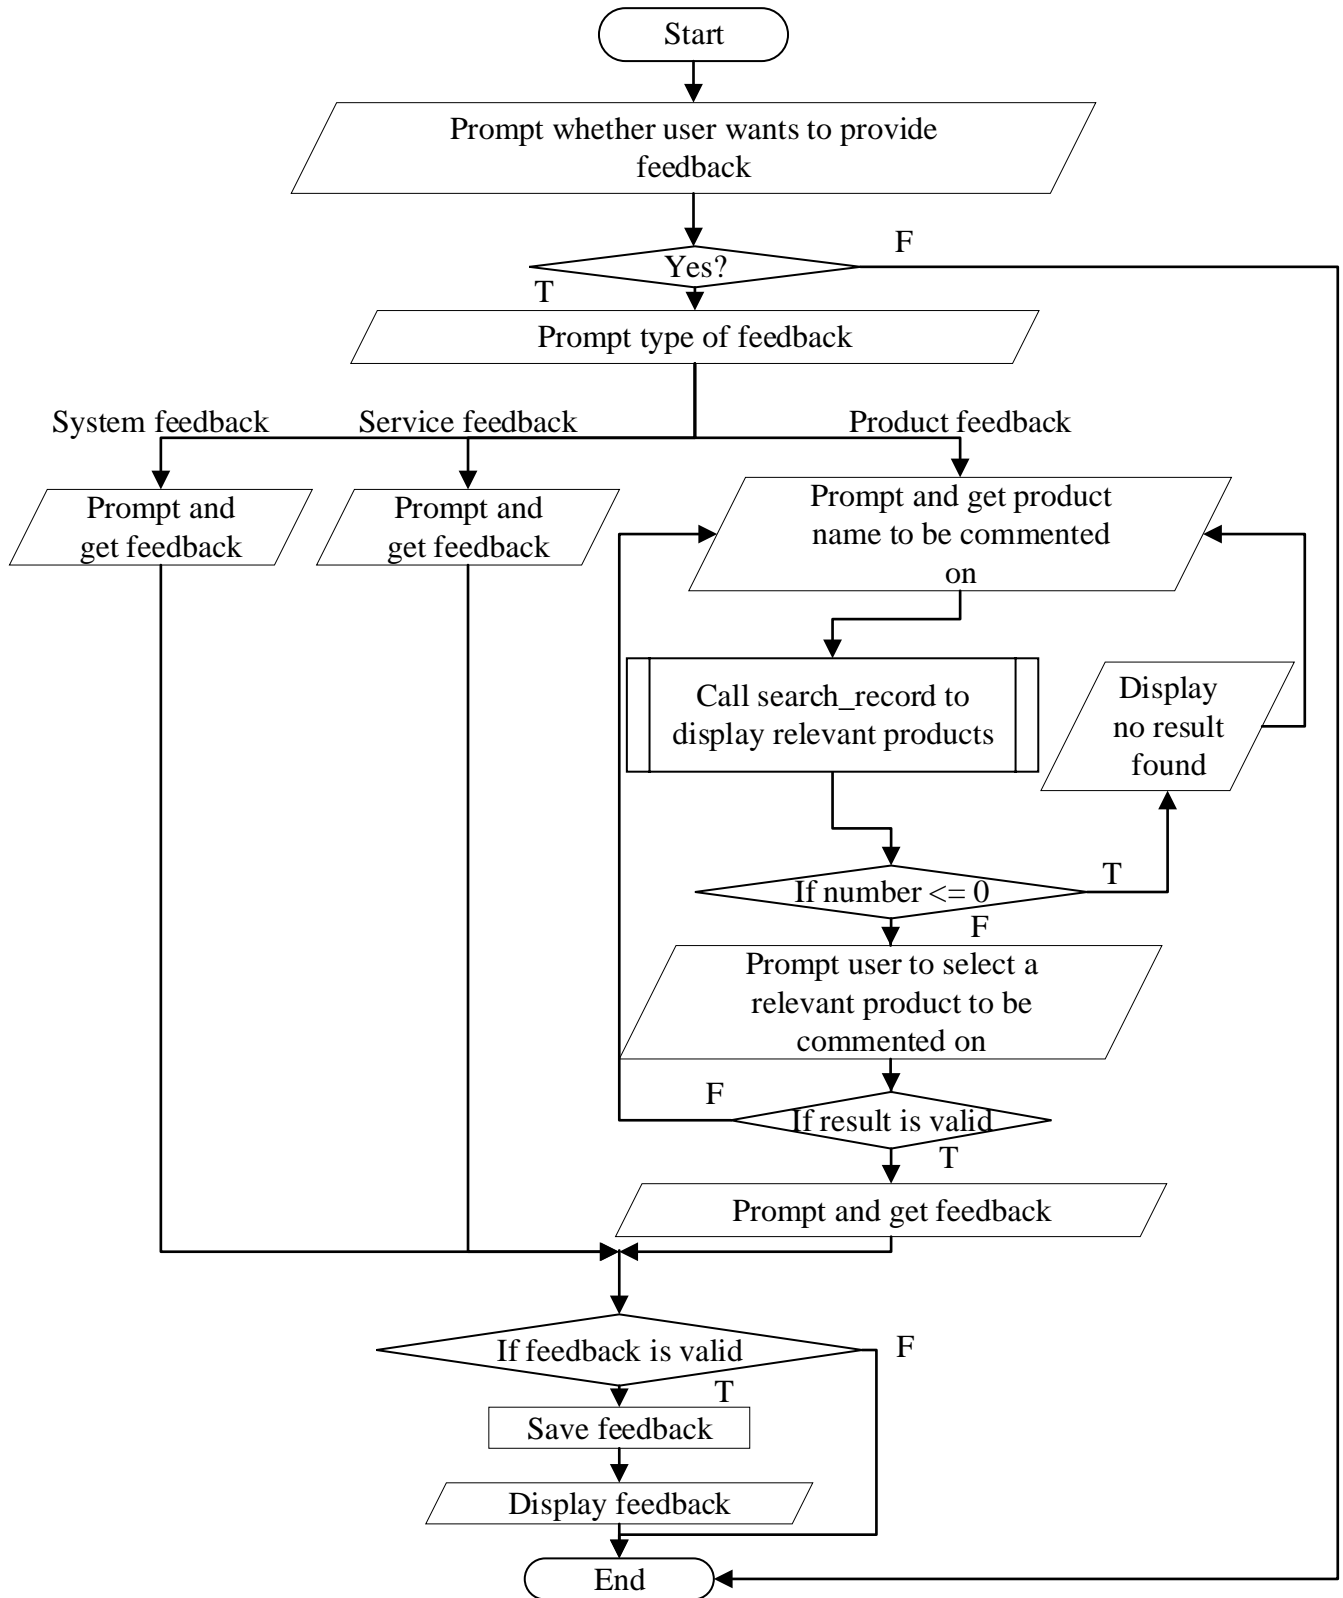 Start
Prompt whether user wants to provide
feedback
F
Yes?
T
Prompt type of feedback
System feedback
Service feedback
Product feedback
Prompt and
get feedback
Prompt and
get feedback
Prompt and get product
name to be commented
on
Call search_record to
display relevant products
Display
no result
found
T
If number <= 0
F
Prompt user to select a
relevant product to be
commented on
F
If result is valid
T
Prompt and get feedback
If feedback is valid
F
T
Save feedback
Display feedback
End